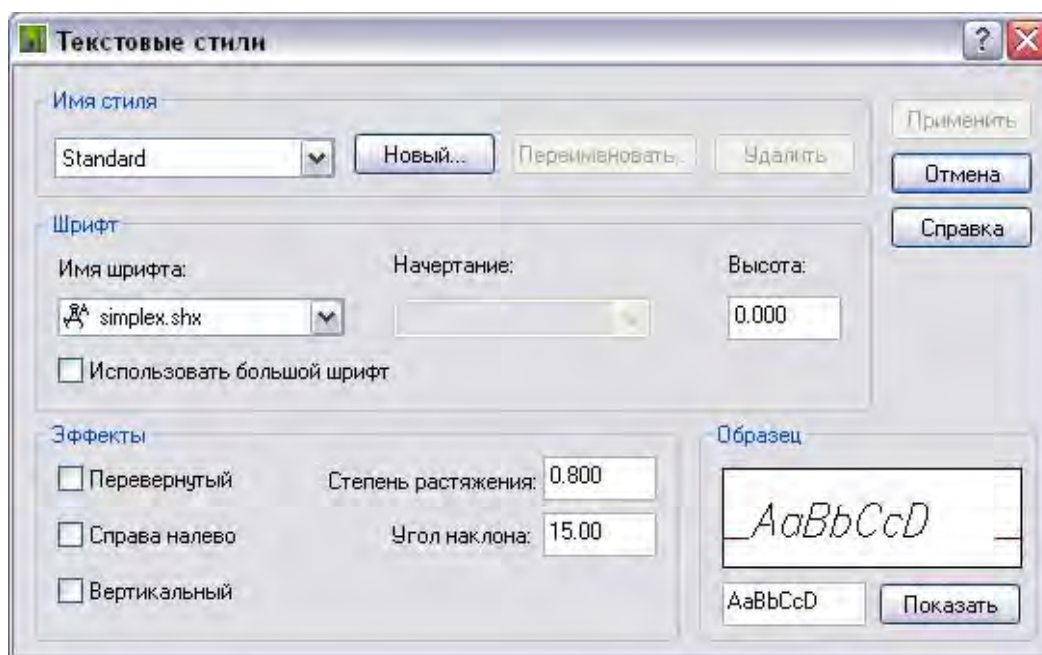 Текстовые стили
Имя стиля
Применить
Standard
Новый...
Переименовать...
Удалить
Отмена
Шрифт
Справка
Имя шрифта:
Начертание:
Высота:
simplex.shx
0.000
Использовать большой шрифт
Эффекты
Образец
Перевернутый
Степень растяжения:
0.800
AaBbCcD
Справа налево
Угол наклона:
15.00
Вертикальный
AaBbCcD
Показать